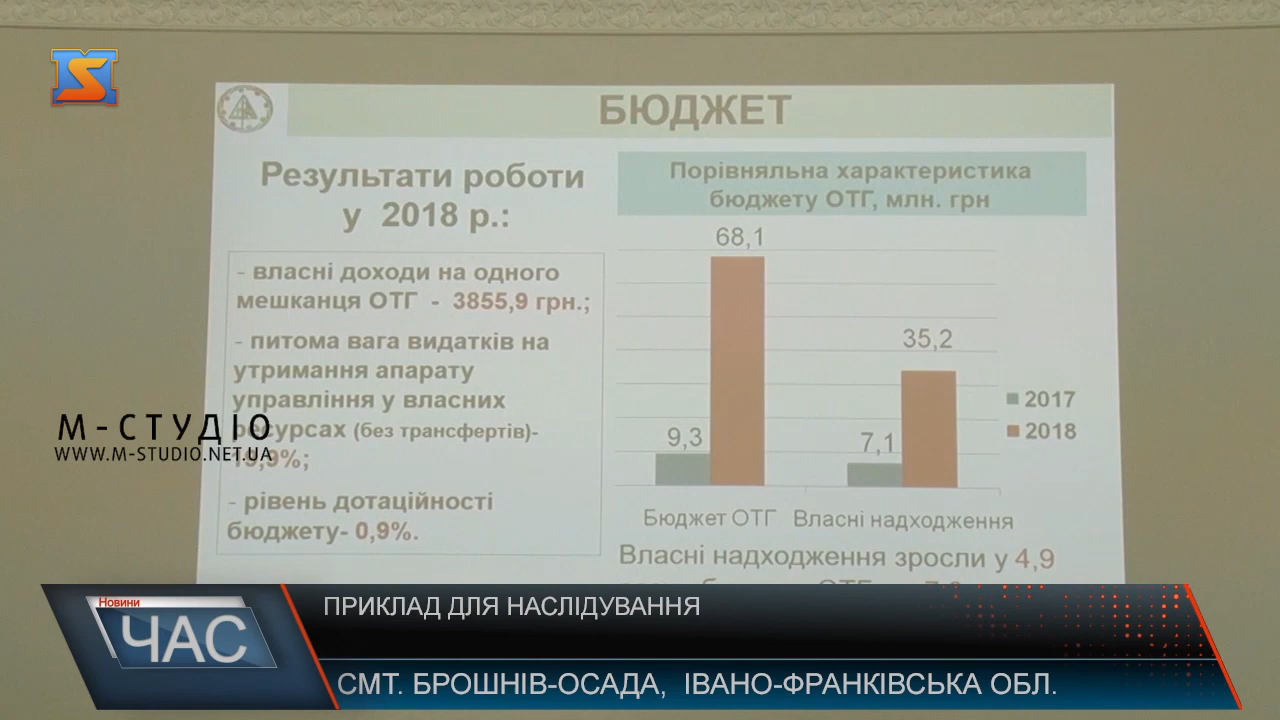 БЮДЖЕТ
Результати роботи
у 2018 р.:
- власні доходи на одного
мешканця ОТГ - 3855,9 грн.;
- питома вага видатків на
утримання апарату
управління у власних
ресурсах (без трансфертів)-
%;
- рівень дотаційності
бюджету- 0,9%.
Порівняльна характеристика
бюджету ОТГ, млн. грн
68,1
35,2
9,3
7,1
2017
2018
Бюджет ОТГ Власні надходження
Власні надходження зросли у 4,9
М-СТУДІО
WWW.M-STUDIO.NET.UA
Новини
ЧАС
ПРИКЛАД ДЛЯ НАСЛІДУВАННЯ
СМТ. БРОШНІВ-ОСАДА, ІВАНО-ФРАНКІВСЬКА ОБЛ.